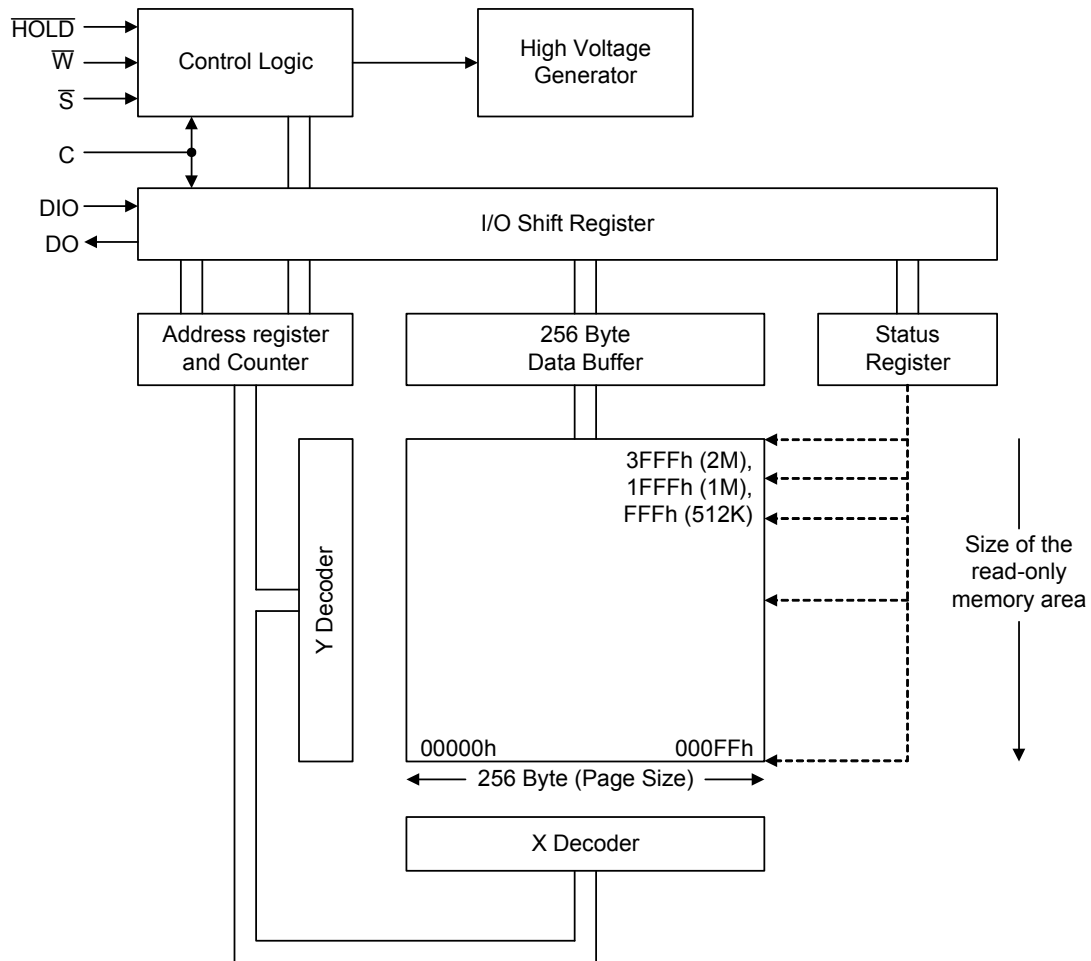 HOLD
W
S
C
DIO
DO
Control Logic
High Voltage
Generator
I/O Shift Register
Address register
and Counter
256 Byte
Data Buffer
Status
Register
Y Decoder
3FFFh (2M),
1FFFh (1M),
FFFh (512K)
Size of the
read-only
memory area
00000h
000FFh
256 Byte (Page Size)
X Decoder